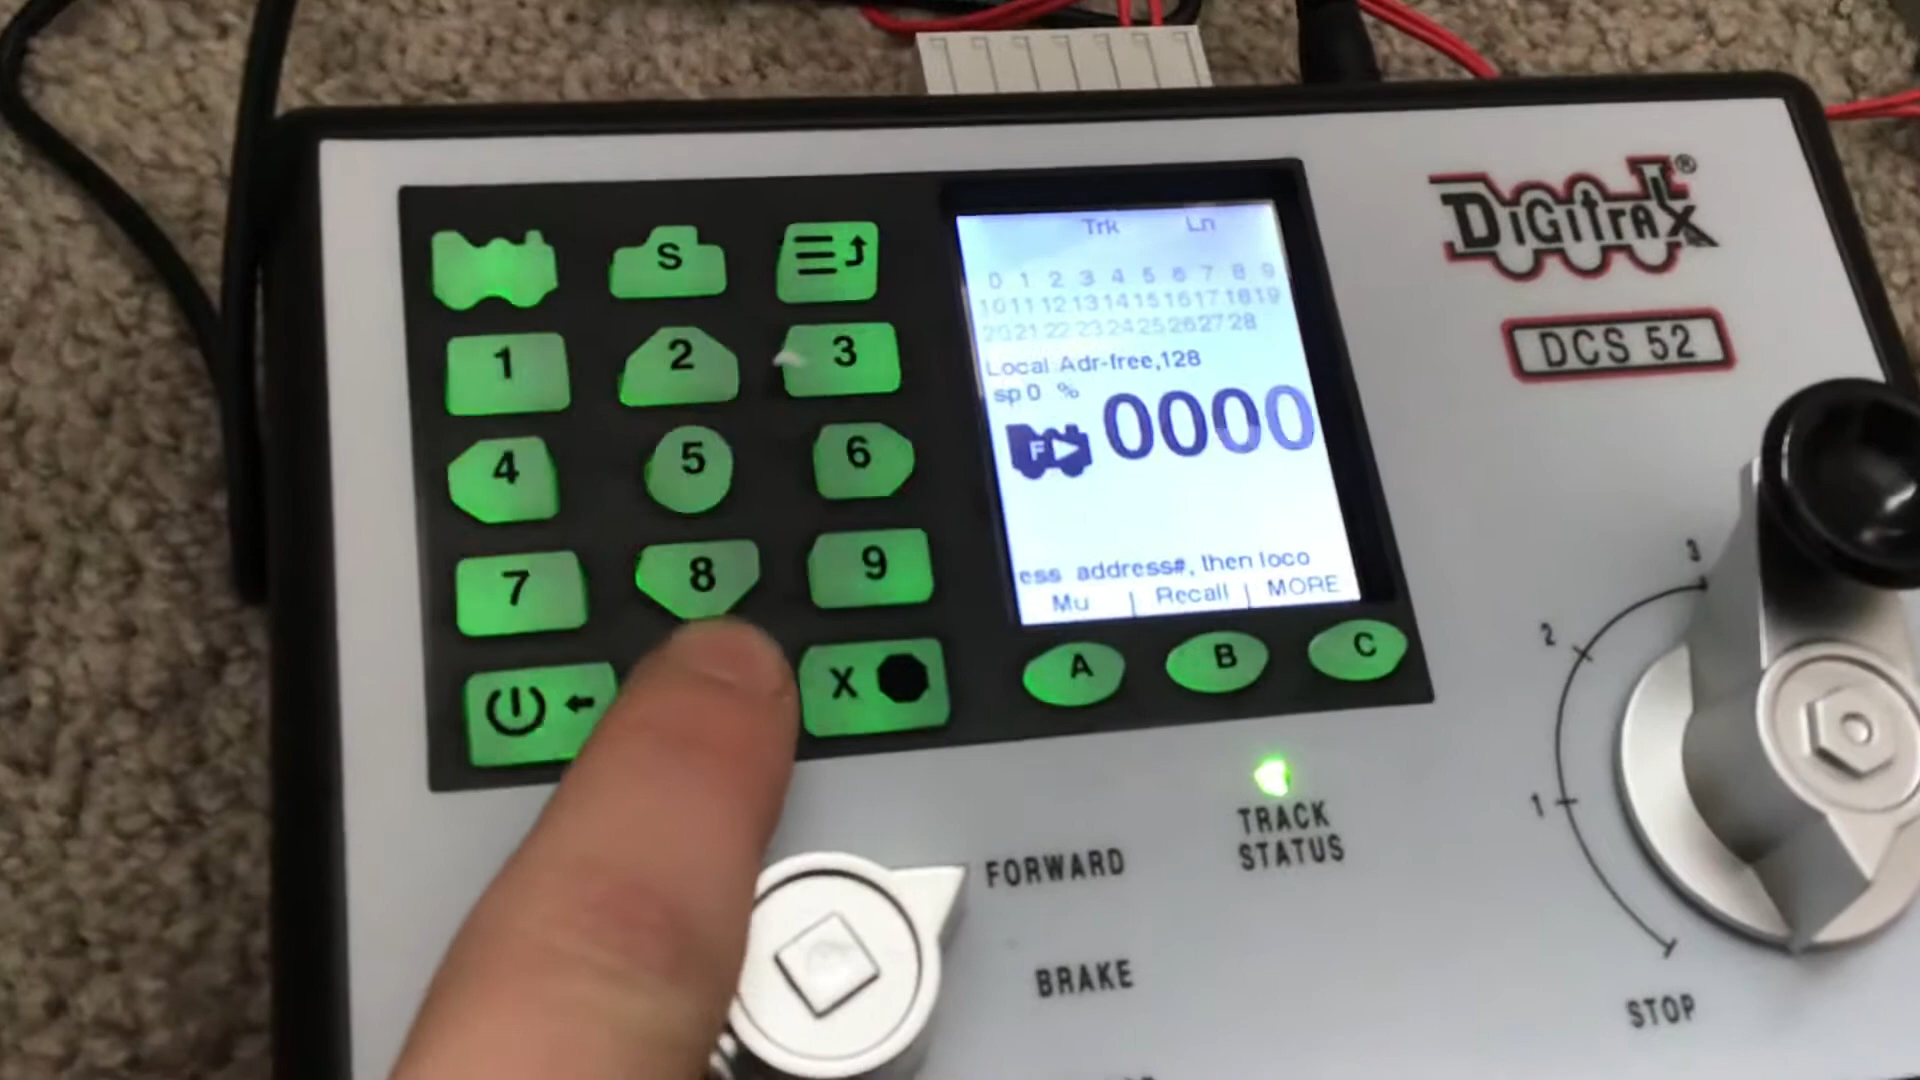 S
1 2 3
4 5 6
7 8 9
X
Trk Ln
0 1 2 3 4 5 6 7 8 9
10 11 12 13 14 15 16 17 18 19
20 21 22 23 24 25 26 27 28
Local:Adr-free,128
sp 0 %
F 0000
ess address#, then loco
Mu | Recall | MORE
A B C
DIGITRAX®
DCS 52
TRACK
STATUS
FORWARD
BRAKE
3
2
1
STOP